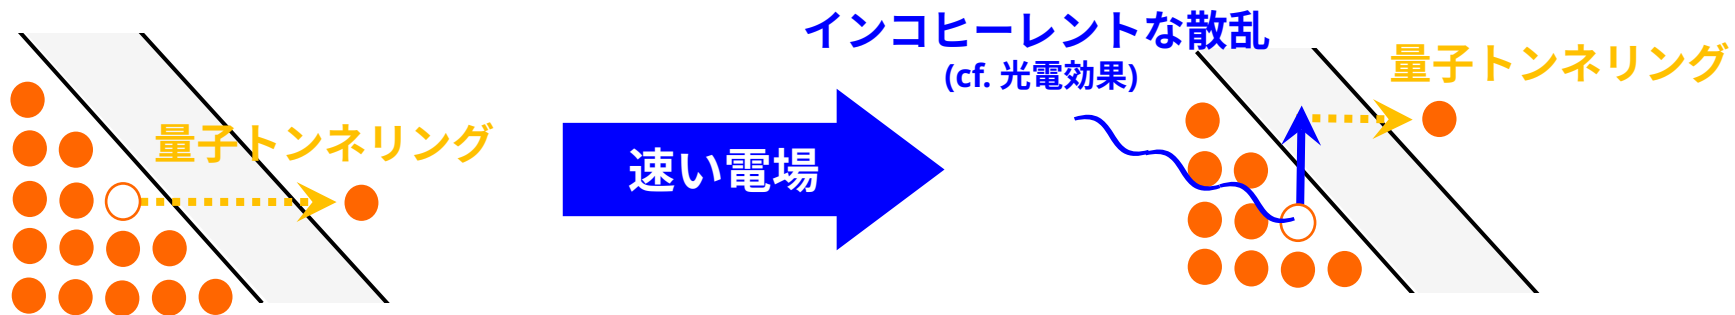 量子トンネリング
速い電場
インコヒーレントな散乱
(cf. 光電効果)
量子トンネリング